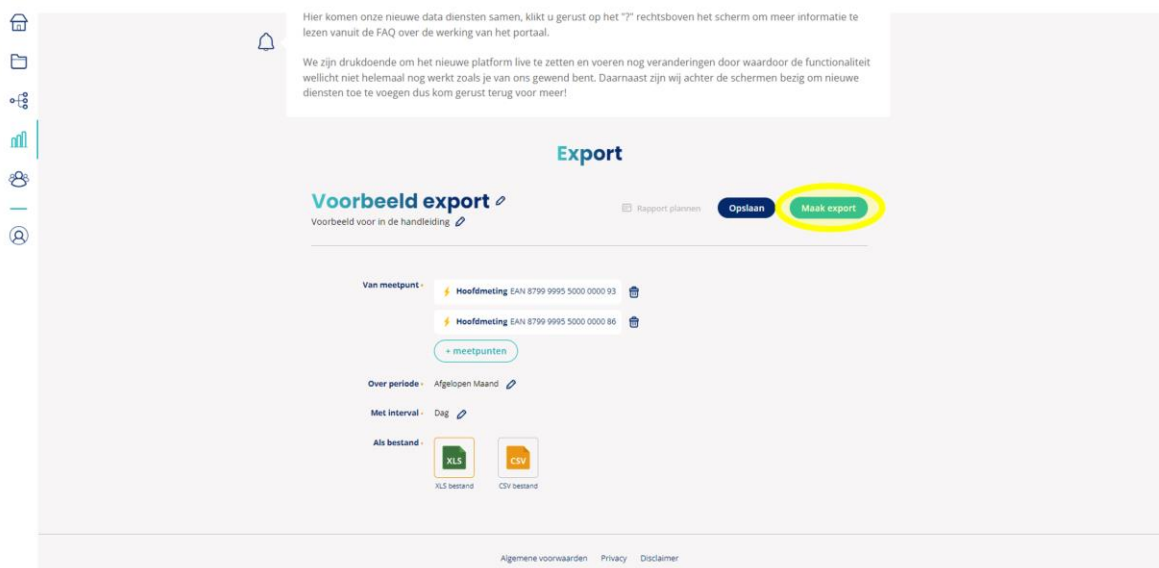 Hier komen onze nieuwe data diensten samen, klikt u gerust op het "?" rechtsboven het scherm om meer informatie te
lezen vanuit de FAQ over de werking van het portaal.
We zijn drukdoende om het nieuwe platform live te zetten en voeren nog veranderingen door waardoor de functionaliteit
wellicht niet helemaal nog werkt zoals je van ons gewend bent. Daarnaast zijn wij achter de schermen bezig om nieuwe
diensten toe te voegen dus kom gerust terug voor meer!
Export
Voorbeeld export
Rapport plannen Opslaan Maak export
Voorbeeld voor in de handleiding
Van meetpunt
Hoofdmeting EAN 8799 9995 5000 0000 93
Hoofdmeting EAN 8799 9995 5000 0000 86
+ meetpunten
Over periode Afgelopen Maand
Met interval Dag
Als bestand
XLS CSV
XLS bestand CSV bestand
Algemene voorwaarden Privacy Disclaimer